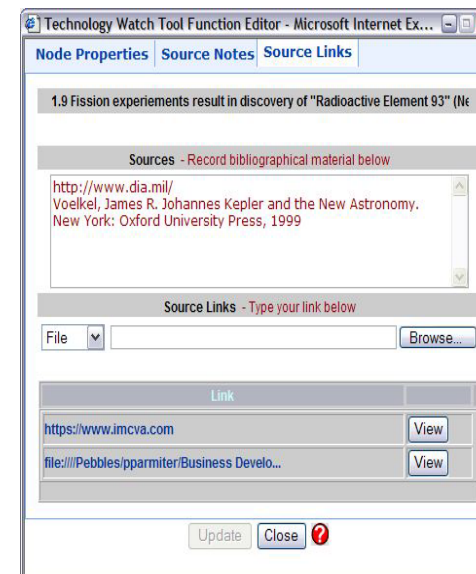 Technology Watch Tool Function Editor - Microsoft Internet Ex...
Node Properties Source Notes Source Links
1.9 Fission experiements result in discovery of "Radioactive Element 93" (Ne
Sources - Record bibliographical material below
http://www.dia.mil/
Voelkel, James R. Johannes Kepler and the New Astronomy.
New York: Oxford University Press, 1999
Source Links - Type your link below
File Browse...
Link
https://www.imcva.com View
file:////Pebbles/pparmiter/Business Develo... View
Update Close ?